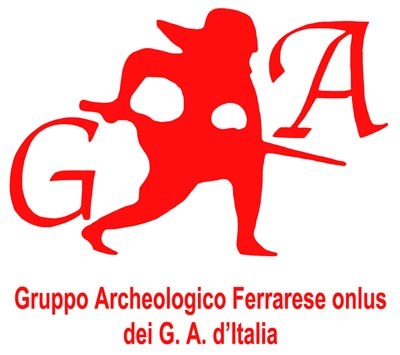 G A
Gruppo Archeologico Ferrarese onlus
dei G. A. d'Italia